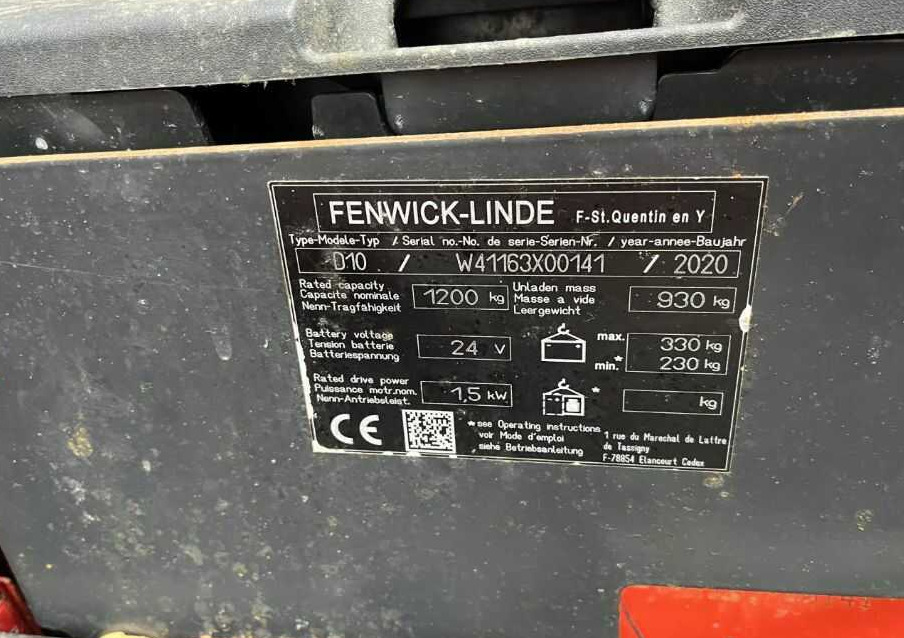 FENWICK-LINDE F-St.Quentin en Y
Type-Modele-Typ / Serial no.-No. de serie-Serien-Nr. / year-annee-Baujahr
D10 / W41163X00141 / 2020
Rated capacity
Capacite nominale
Nenn-Tragfähigkeit
1200 kg
Unladen mass
Masse a vide
Leergewicht
930 kg
Battery voltage
Tension batterie
Batteriespannung
24 V
max. 330 kg
min.* 230 kg
Rated drive power
Puissance motr.nom.
Nenn-Antriebsleist.
1,5 kW
* kg
CE
*see Operating instructions
voir Mode d'emploi
siehe Betriebsanleitung
1 rue du Marechal de Lattre
de Tassigny
F-78854 Elancourt Cedex